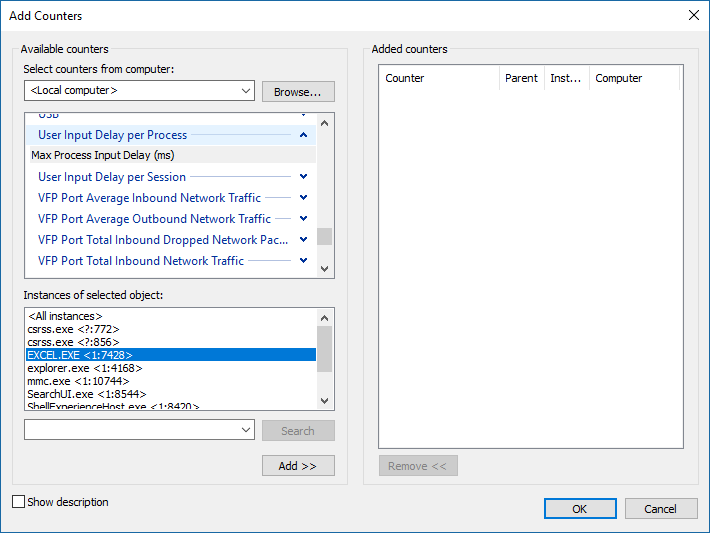 Add Counters
Available counters
Select counters from computer:
<Local computer>
Browse...
USB
User Input Delay per Process
Max Process Input Delay (ms)
User Input Delay per Session
VFP Port Average Inbound Network Traffic
VFP Port Average Outbound Network Traffic
VFP Port Total Inbound Dropped Network Pac...
VFP Port Total Inbound Network Traffic
Instances of selected object:
<All instances>
csrss.exe <?:772>
csrss.exe <?:856>
EXCEL.EXE <1:7428>
explorer.exe <1:4168>
mmc.exe <1:10744>
SearchUI.exe <1:8544>
ShellExperienceHost.exe <1:8420>
Search
Add >>
Show description
Added counters
Counter Parent Inst... Computer
Remove <<
OK Cancel